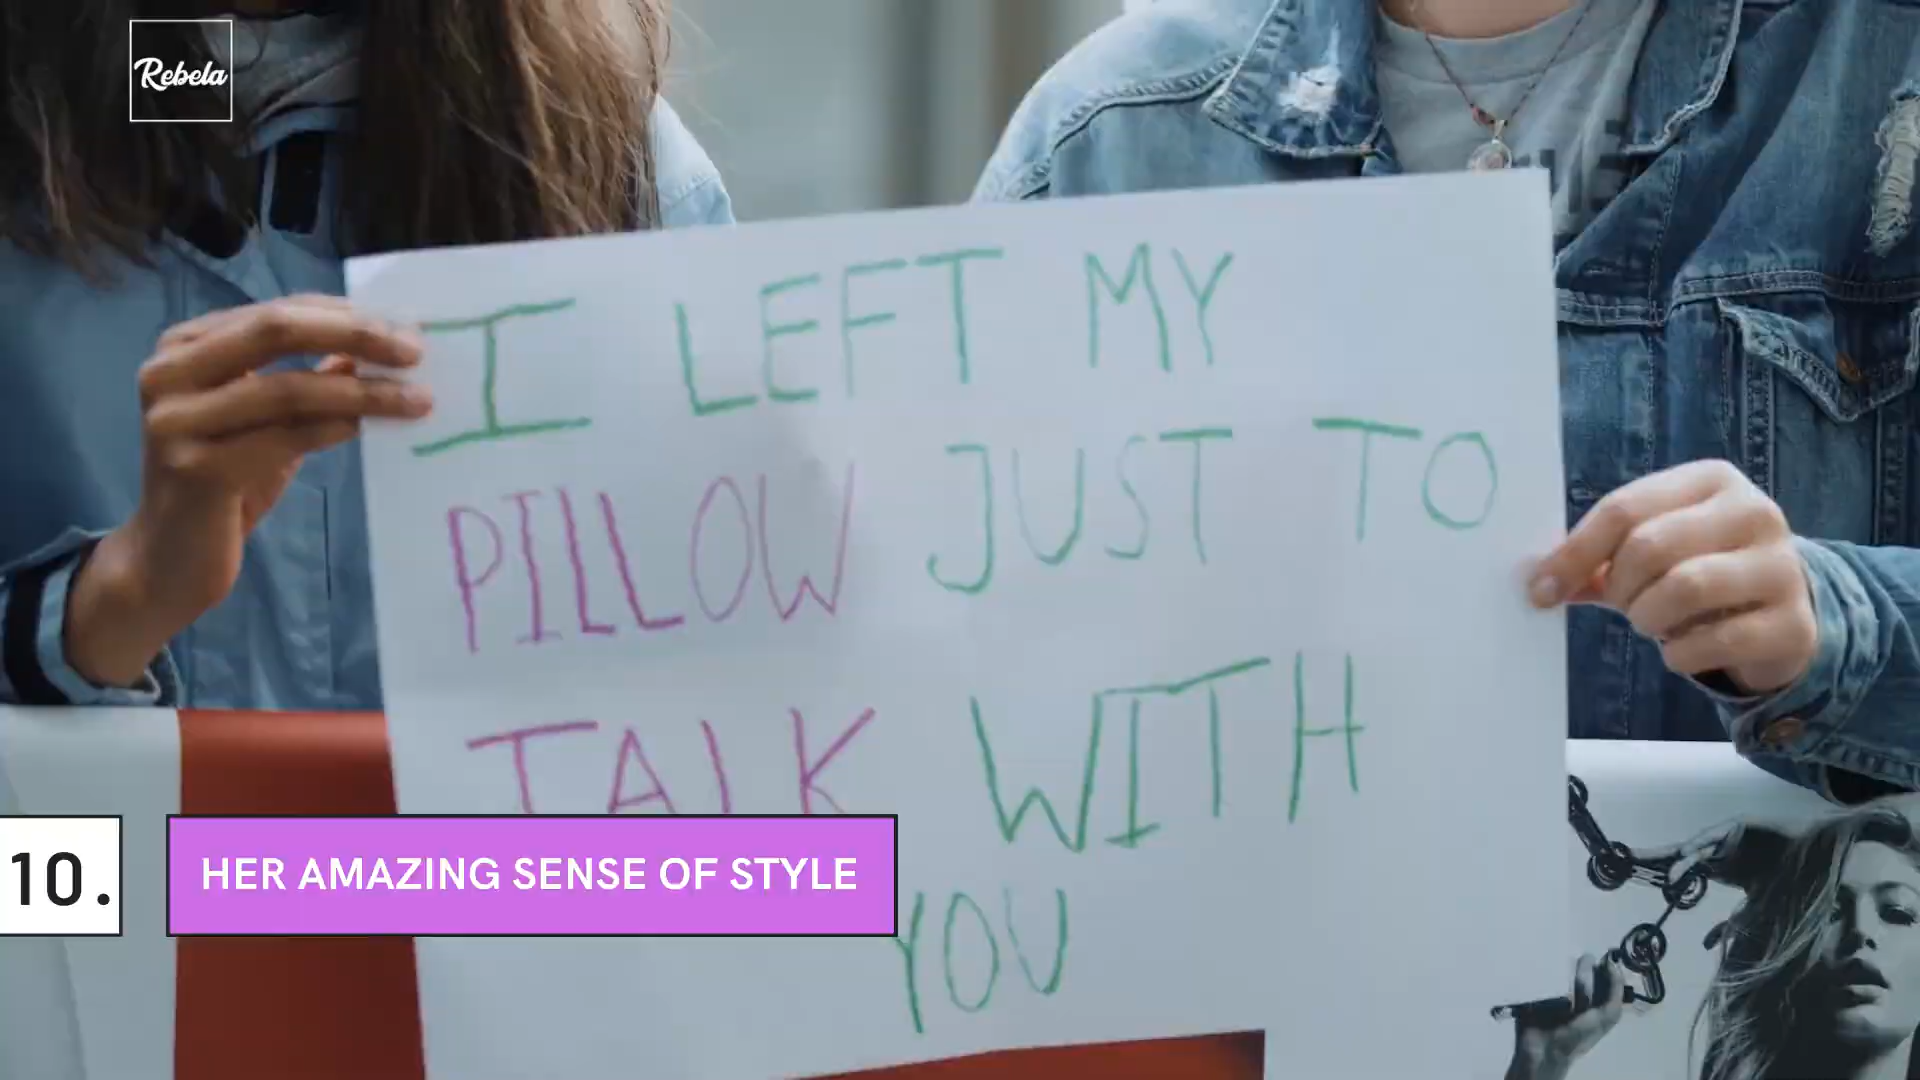 Rebela
I LEFT MY
PILLOW JUST TO
TALK WITH
YOU
10.
HER AMAZING SENSE OF STYLE